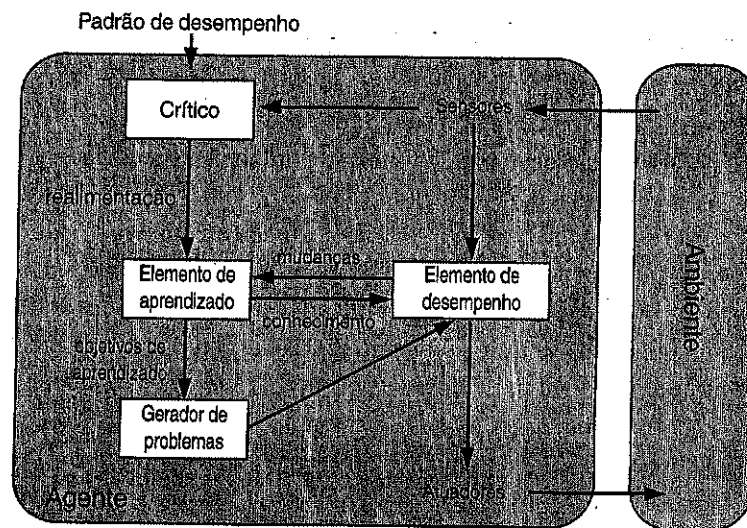 Padrão de desempenho
Crítico
Sensores
realimentação
Ambiente
mudanças
Elemento de
aprendizado
Elemento de
desempenho
conhecimento
objetivos de
aprendizado
Gerador de
problemas
Agente
Atuadores